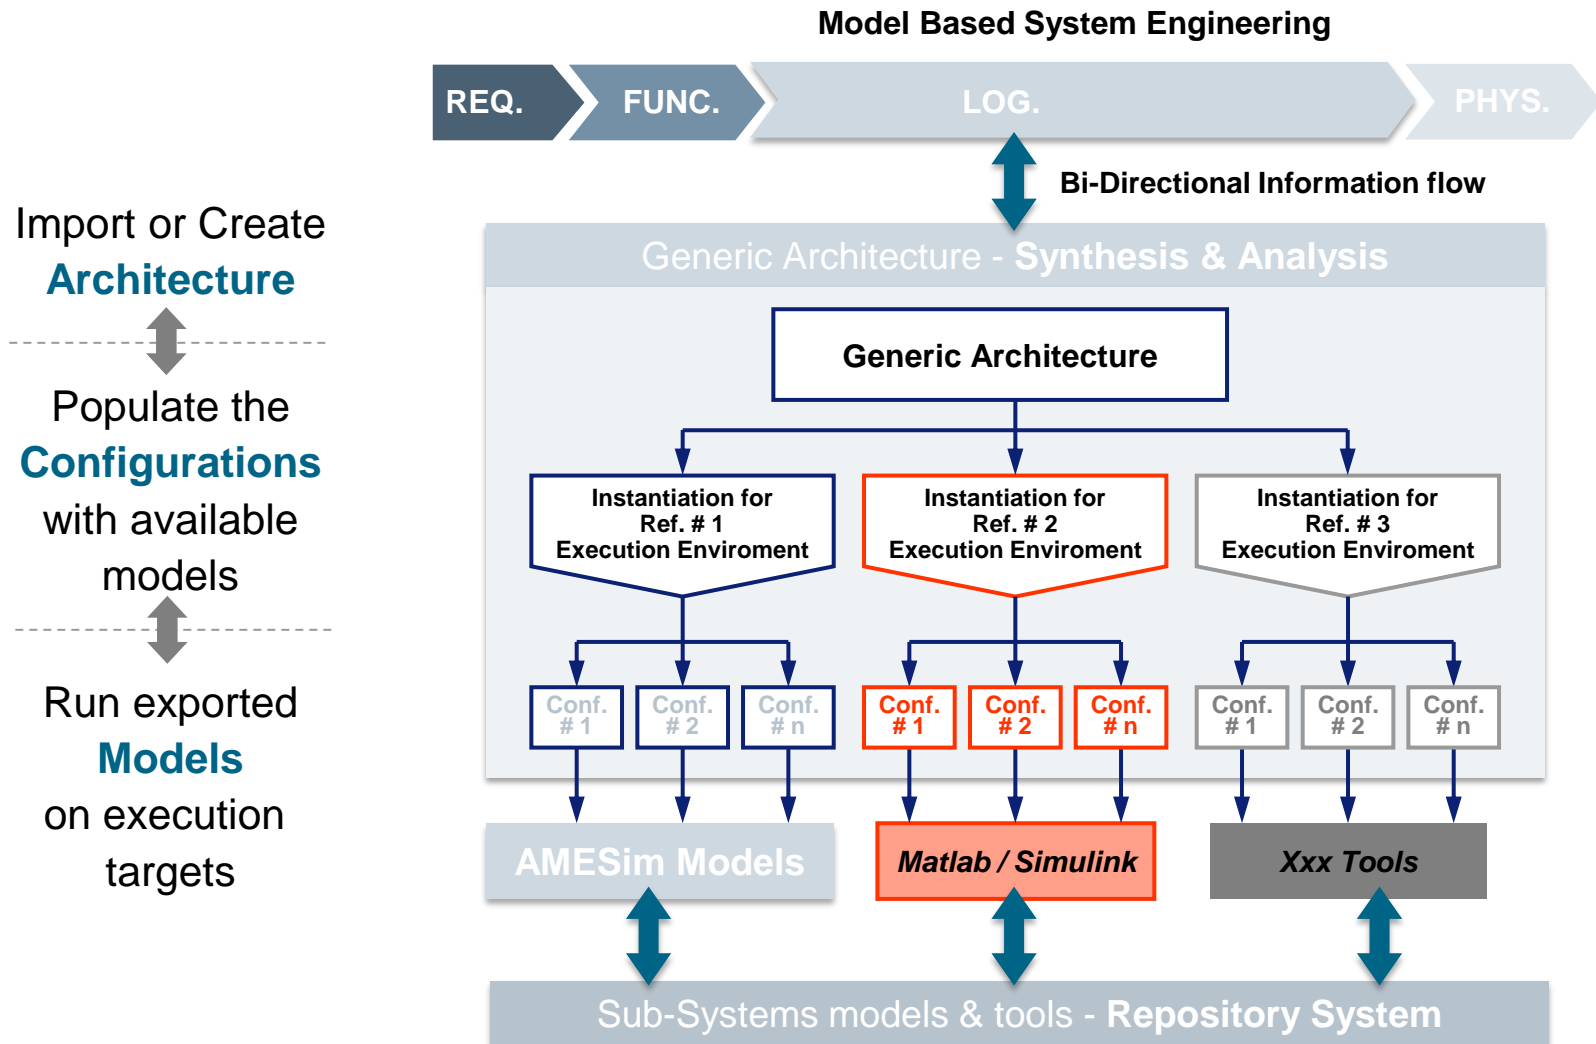 Model Based System Engineering
REQ.
FUNC.
LOG.
PHYS.
Bi-Directional Information flow
Import or Create
Architecture
Populate the
Configurations
with available
models
Run exported
Models
on execution
targets
Generic Architecture - Synthesis & Analysis
Generic Architecture
Instantiation for
Ref. # 1
Execution Enviroment
Instantiation for
Ref. # 2
Execution Enviroment
Instantiation for
Ref. # 3
Execution Enviroment
Conf.
# 1
Conf.
# 2
Conf.
# n
Conf.
# 1
Conf.
# 2
Conf.
# n
Conf.
# 1
Conf.
# 2
Conf.
# n
AMESim Models
Matlab / Simulink
Xxx Tools
Sub-Systems models & tools - Repository System